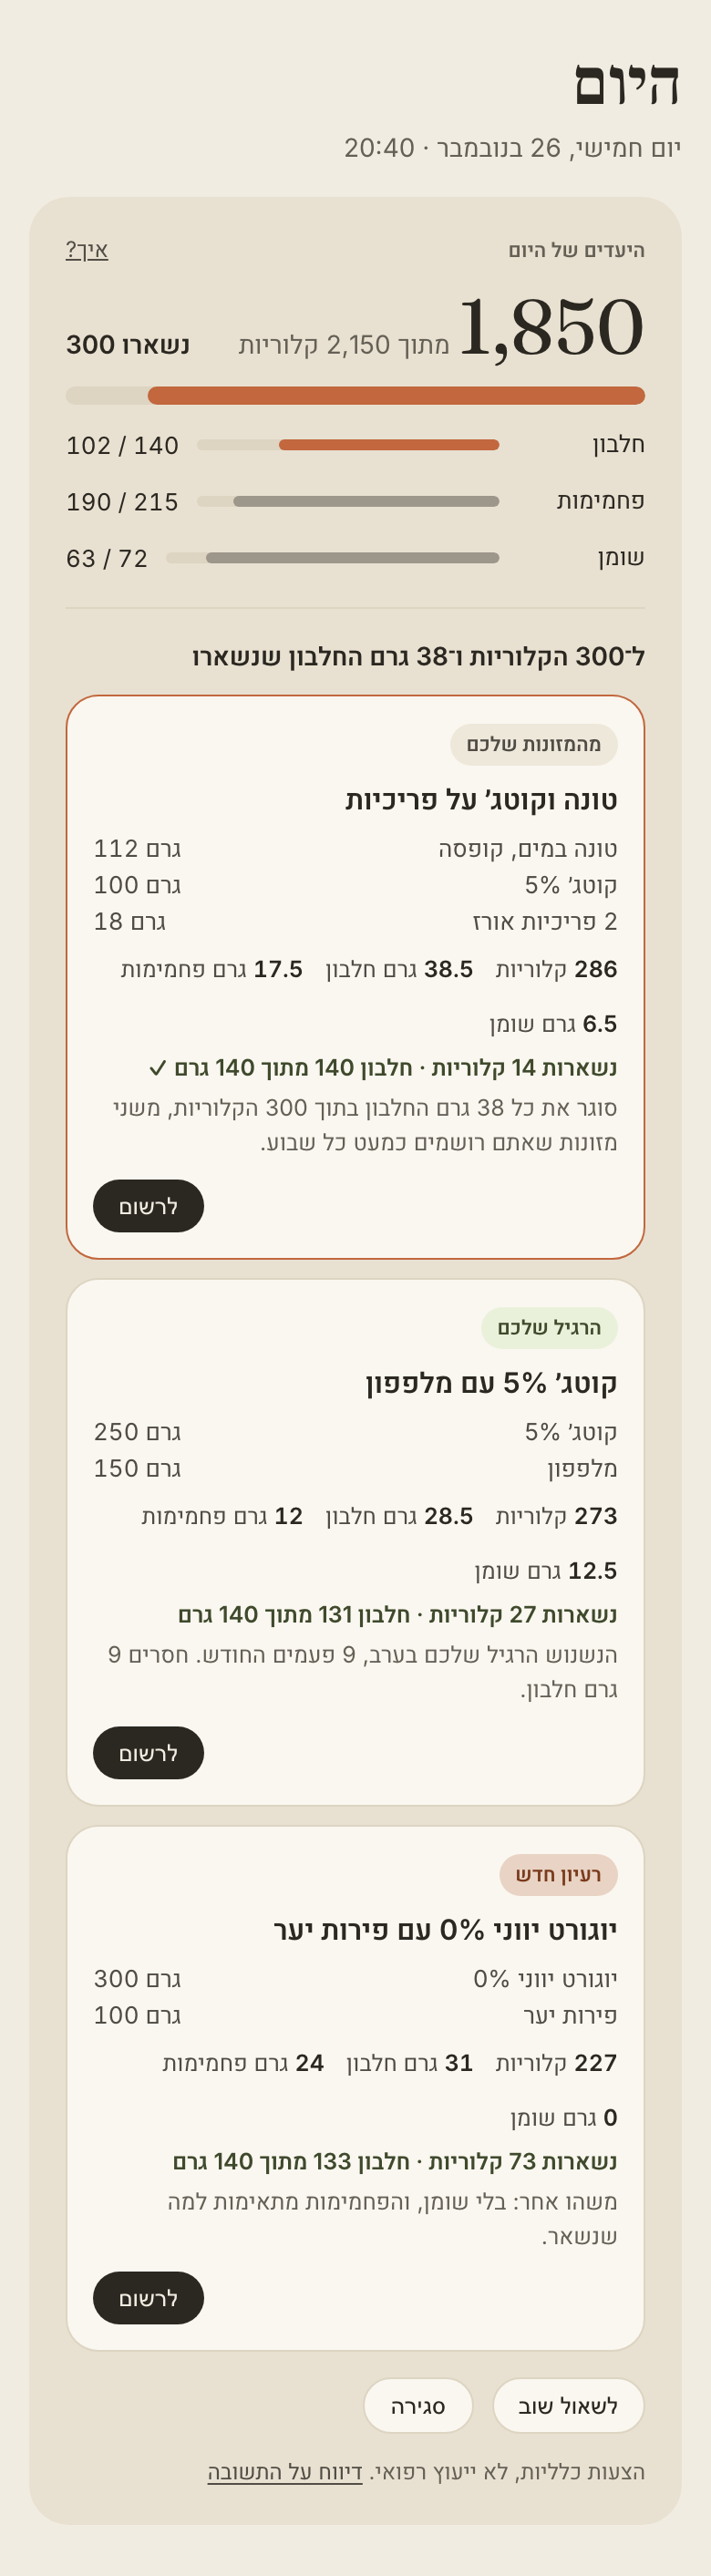 היום
יום חמישי, 26 בנובמבר · 20:40
היעדים של היום
איך?
1,850 מתוך 2,150 קלוריות
נשארו 300
חלבון 102 / 140
פחמימות 190 / 215
שומן 63 / 72
ל־300 הקלוריות ו־38 גרם החלבון שנשארו
מהמזונות שלכם
טונה וקוטג׳ על פריכיות
טונה במים, קופסה 112 גרם
קוטג׳ 5% 100 גרם
2 פריכיות אורז 18 גרם
286 קלוריות 38.5 גרם חלבון 17.5 גרם פחמימות
6.5 גרם שומן
נשארות 14 קלוריות · חלבון 140 מתוך 140 גרם ✓
סוגר את כל 38 גרם החלבון בתוך 300 הקלוריות, משני
מזונות שאתם רושמים כמעט כל שבוע.
לרשום
הרגיל שלכם
קוטג׳ 5% עם מלפפון
קוטג׳ 5% 250 גרם
מלפפון 150 גרם
273 קלוריות 28.5 גרם חלבון 12 גרם פחמימות
12.5 גרם שומן
נשארות 27 קלוריות · חלבון 131 מתוך 140 גרם
הנשנוש הרגיל שלכם בערב, 9 פעמים החודש. חסרים 9
גרם חלבון.
לרשום
רעיון חדש
יוגורט יווני 0% עם פירות יער
יוגורט יווני 0% 300 גרם
פירות יער 100 גרם
227 קלוריות 31 גרם חלבון 24 גרם פחמימות
0 גרם שומן
נשארות 73 קלוריות · חלבון 133 מתוך 140 גרם
משהו אחר: בלי שומן, והפחמימות מתאימות למה
שנשאר.
לרשום
לשאול שוב
סגירה
הצעות כלליות, לא ייעוץ רפואי. דיווח על התשובה